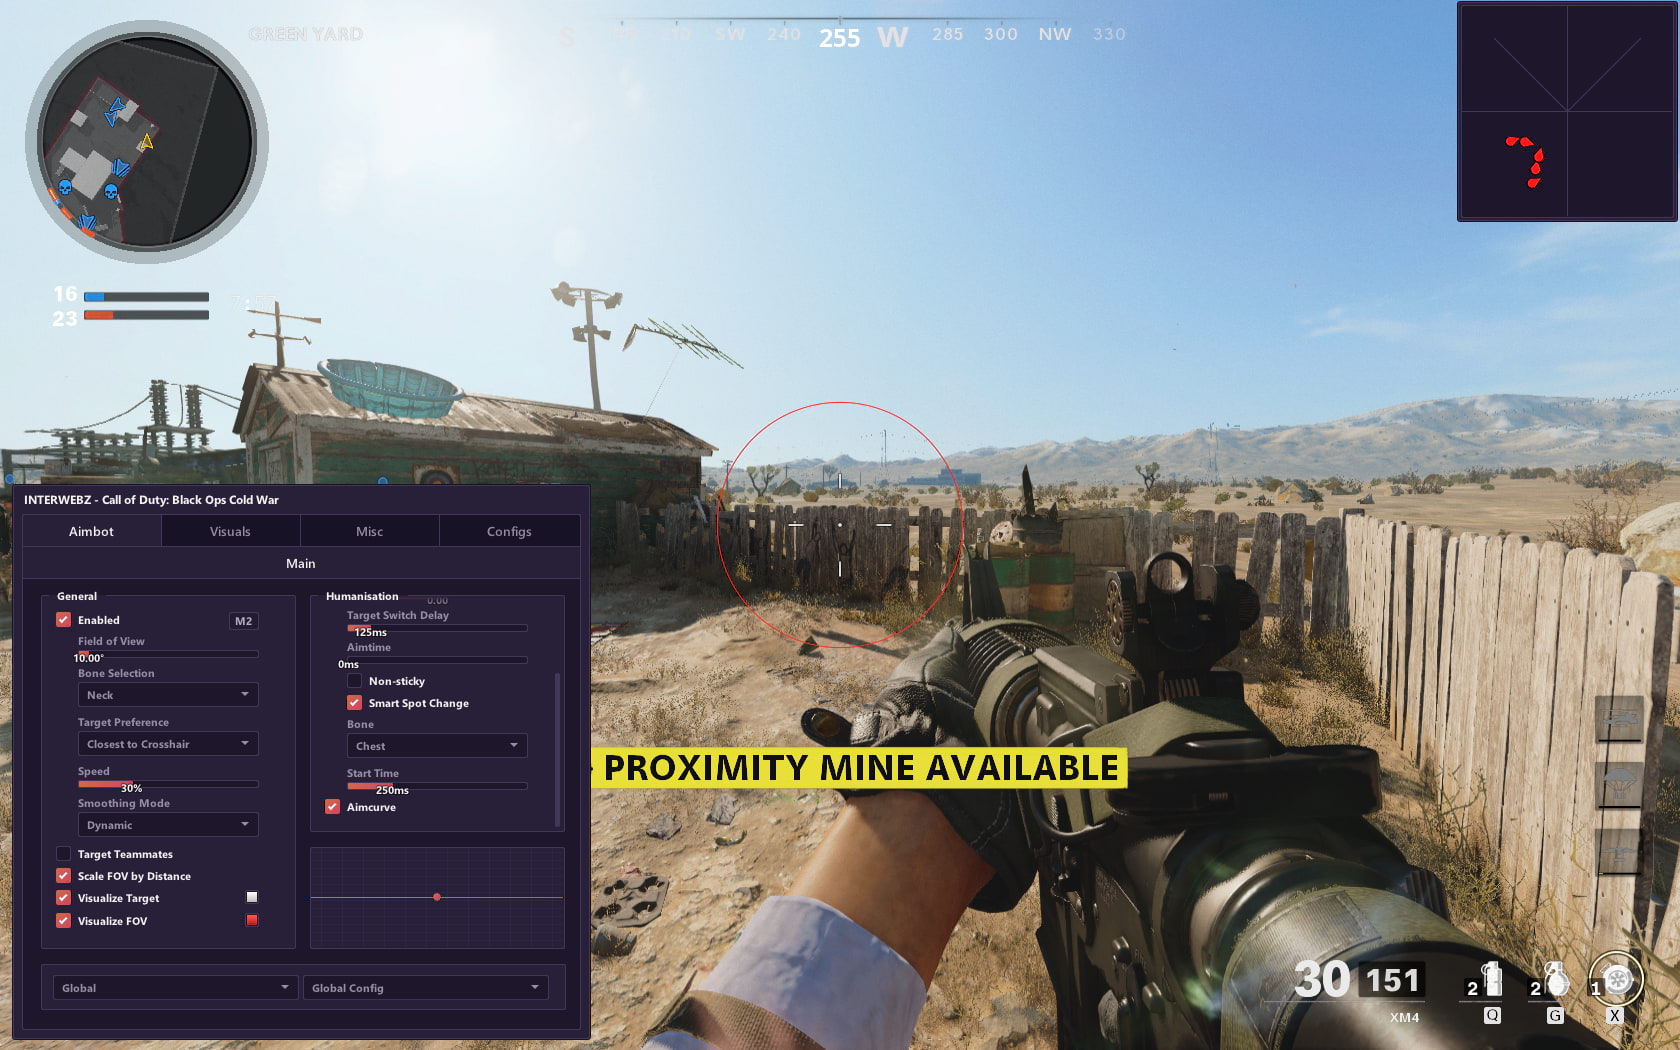 GREEN YARD
S 195 210 SW 240 255 W 285 300 NW 330
16
23
INTERWEBZ - Call of Duty: Black Ops Cold War
Aimbot Visuals Misc Configs
Main
General
Enabled M2
Field of View
10.00°
Bone Selection
Neck
Target Preference
Closest to Crosshair
Speed
30%
Smoothing Mode
Dynamic
Target Teammates
Scale FOV by Distance
Visualize Target
Visualize FOV
Humanisation
0.00
Target Switch Delay
125ms
Aimtime
0ms
Non-sticky
Smart Spot Change
Bone
Chest
Start Time
250ms
Aimcurve
Global
Global Config
PROXIMITY MINE AVAILABLE
30 151
XM4
2 Q
2 G
1 X